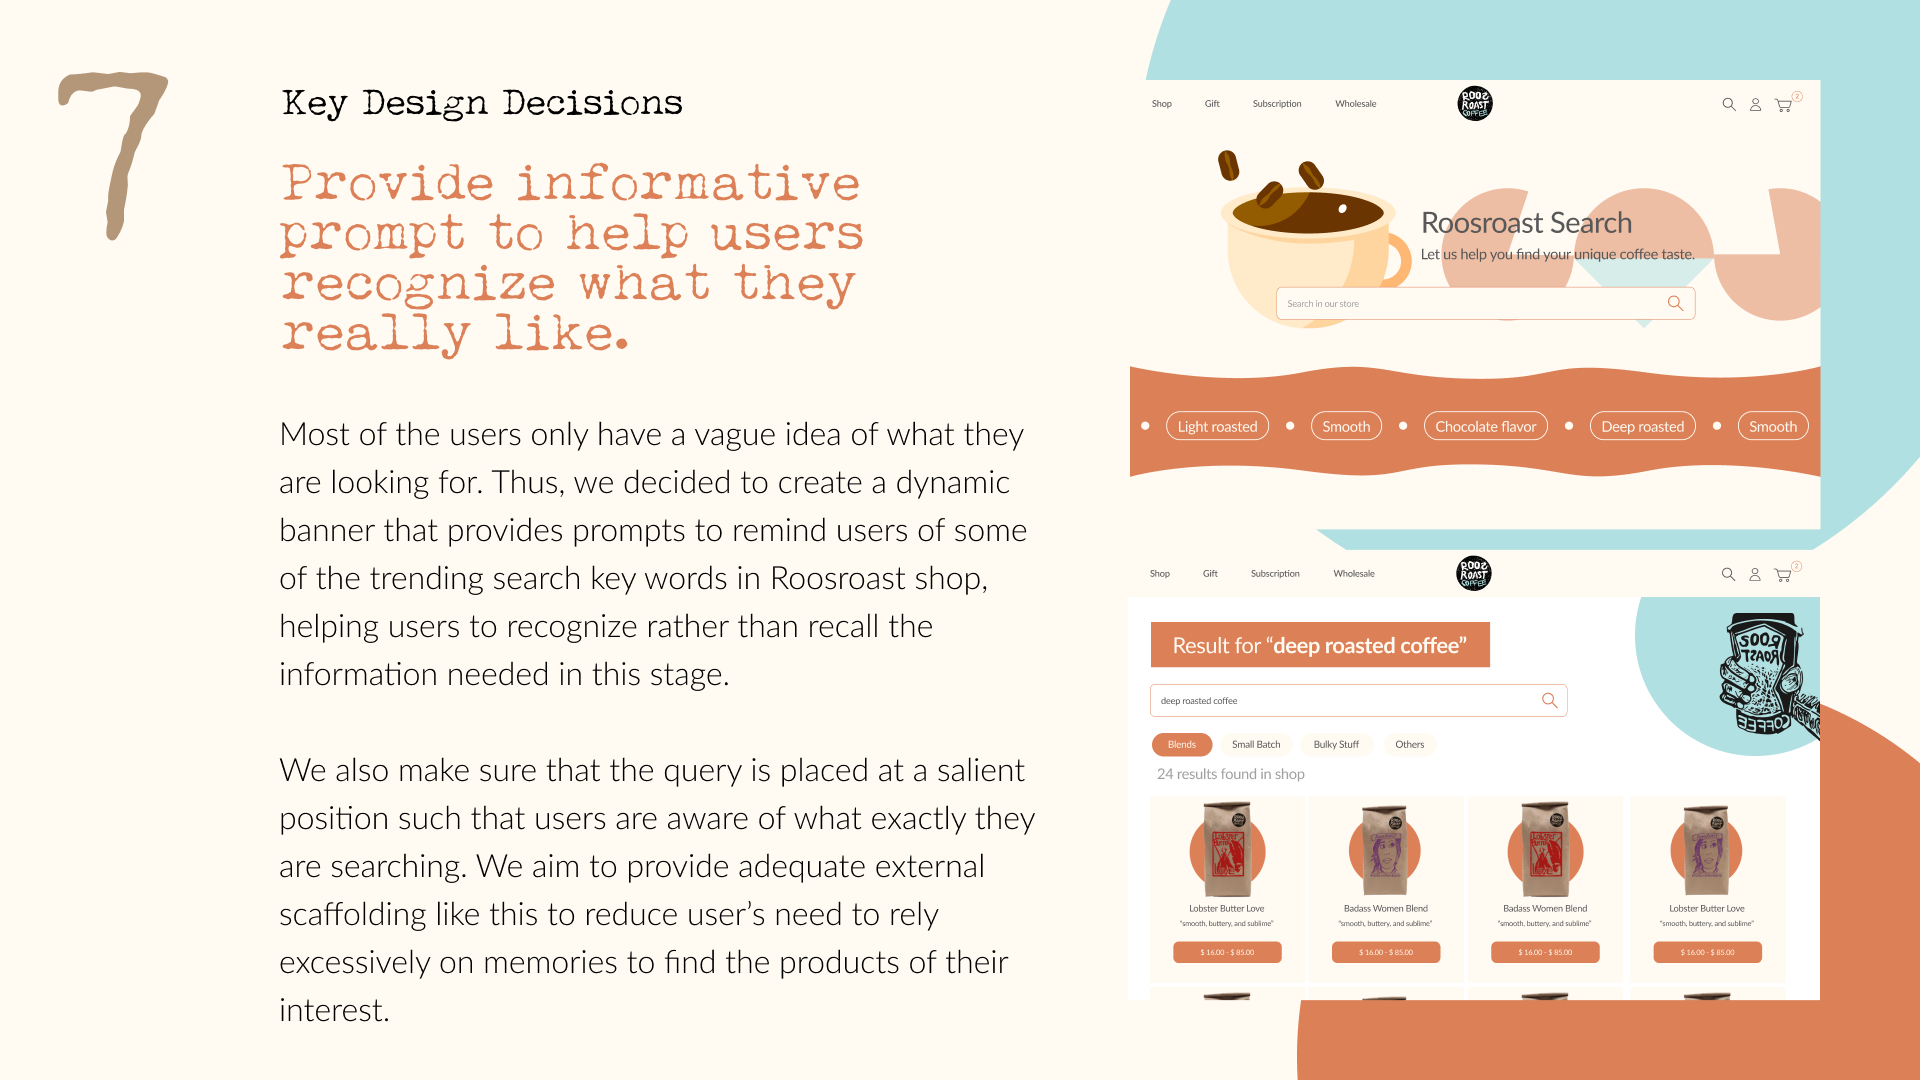 7
Key Design Decisions
Provide informative
prompt to help users
recognize what they
really like.
Most of the users only have a vague idea of what they
are looking for. Thus, we decided to create a dynamic
banner that provides prompts to remind users of some
of the trending search key words in Roosroast shop,
helping users to recognize rather than recall the
information needed in this stage.
We also make sure that the query is placed at a salient
position such that users are aware of what exactly they
are searching. We aim to provide adequate external
scaffolding like this to reduce user’s need to rely
excessively on memories to find the products of their
interest.
Shop Gift Subscription Wholesale
ROOS
ROAST
COFFEE
2
Roosroast Search
Let us help you find your unique coffee taste.
Search in our store
Light roasted Smooth Chocolate flavor Deep roasted Smooth
Shop Gift Subscription Wholesale
ROOS
ROAST
COFFEE
2
Result for “deep roasted coffee”
ROOS
ROAST
COFFEE
deep roasted coffee
Blends Small Batch Bulky Stuff Others
24 results found in shop
Lobster Butter Love Badass Women Blend Badass Women Blend Lobster Butter Love
“smooth, buttery, and sublime” “smooth, buttery, and sublime” “smooth, buttery, and sublime” “smooth, buttery, and sublime”
$ 16.00 - $ 85.00 $ 16.00 - $ 85.00 $ 16.00 - $ 85.00 $ 16.00 - $ 85.00